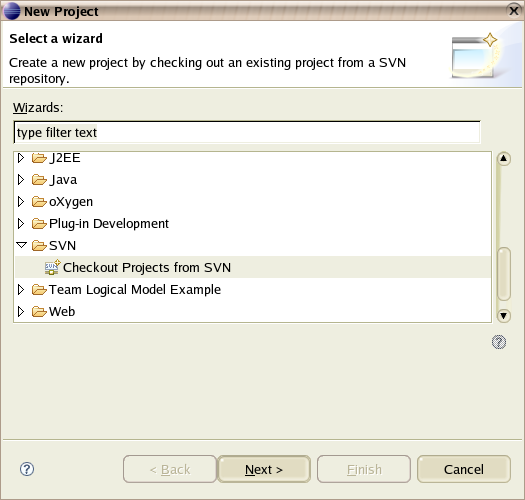 New Project
Select a wizard
Create a new project by checking out an existing project from a SVN
repository.
Wizards:
type filter text
J2EE
Java
oXygen
Plug-in Development
SVN
Checkout Projects from SVN
Team Logical Model Example
Web
< Back
Next >
Finish
Cancel